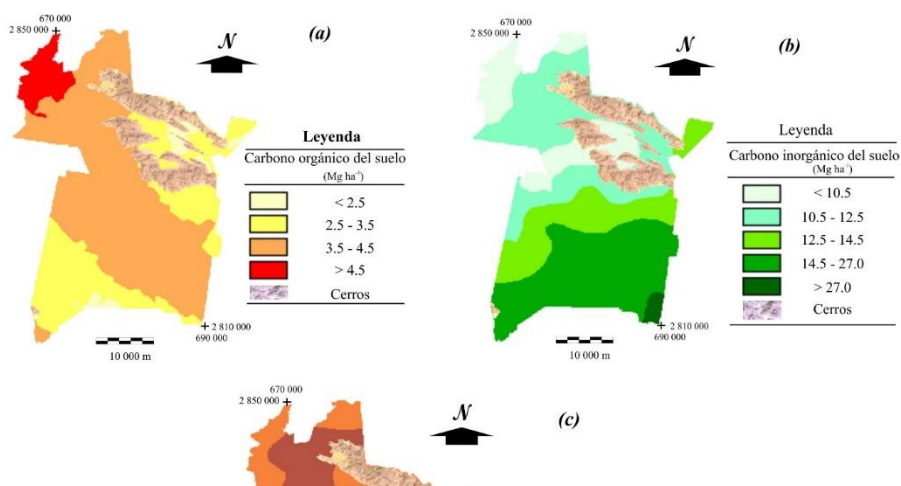 670 000
2 850 000
(a)
N
Leyenda
Carbono orgánico del suelo
(Mg ha⁻¹)
< 2.5
2.5 - 3.5
3.5 - 4.5
> 4.5
Cerros
2 810 000
690 000
10 000 m
670 000
2 850 000
(b)
N
Leyenda
Carbono inorgánico del suelo
(Mg ha⁻¹)
< 10.5
10.5 - 12.5
12.5 - 14.5
14.5 - 27.0
> 27.0
Cerros
2 810 000
690 000
10 000 m
670 000
2 850 000
(c)
N